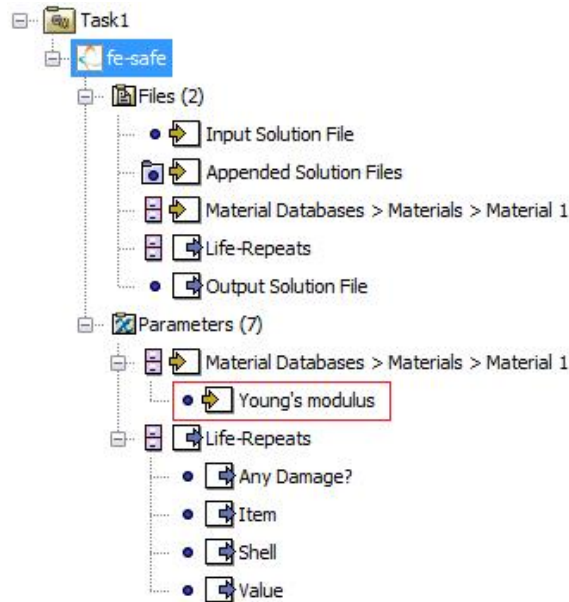 Task1
fe-safe
Files (2)
Input Solution File
Appended Solution Files
Material Databases > Materials > Material 1
Life-Repeats
Output Solution File
Parameters (7)
Material Databases > Materials > Material 1
Young's modulus
Life-Repeats
Any Damage?
Item
Shell
Value